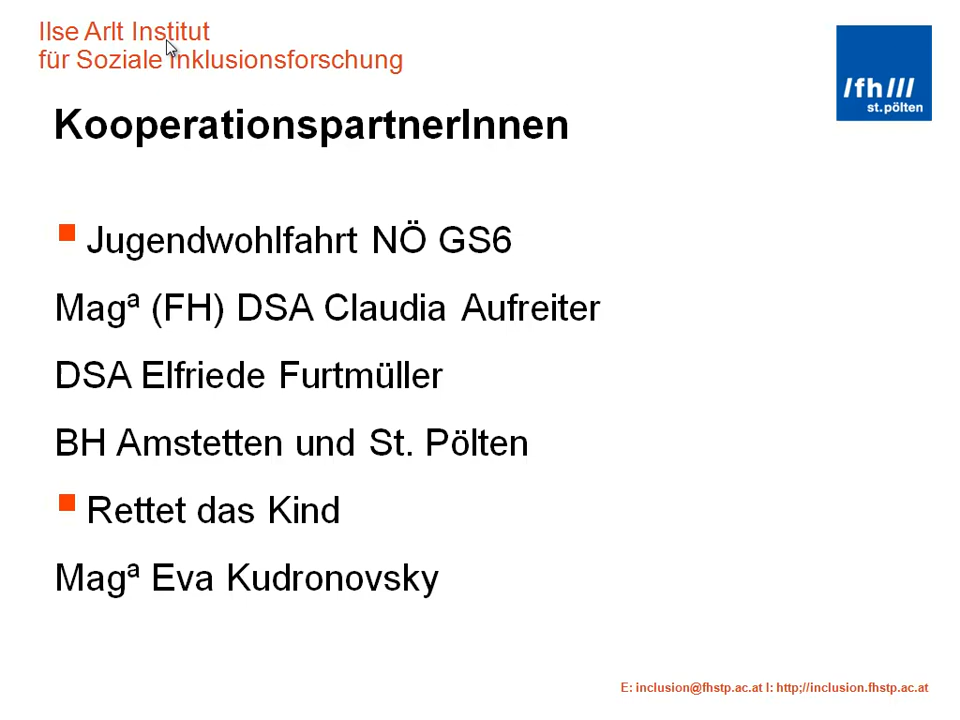 Ilse Arlt Institut
für Soziale Inklusionsforschung
/fh///
st.pölten
KooperationspartnerInnen
Jugendwohlfahrt NÖ GS6
Magª (FH) DSA Claudia Aufreiter
DSA Elfriede Furtmüller
BH Amstetten und St. Pölten
Rettet das Kind
Magª Eva Kudronovsky
E: inclusion@fhstp.ac.at I: http;//inclusion.fhstp.ac.at